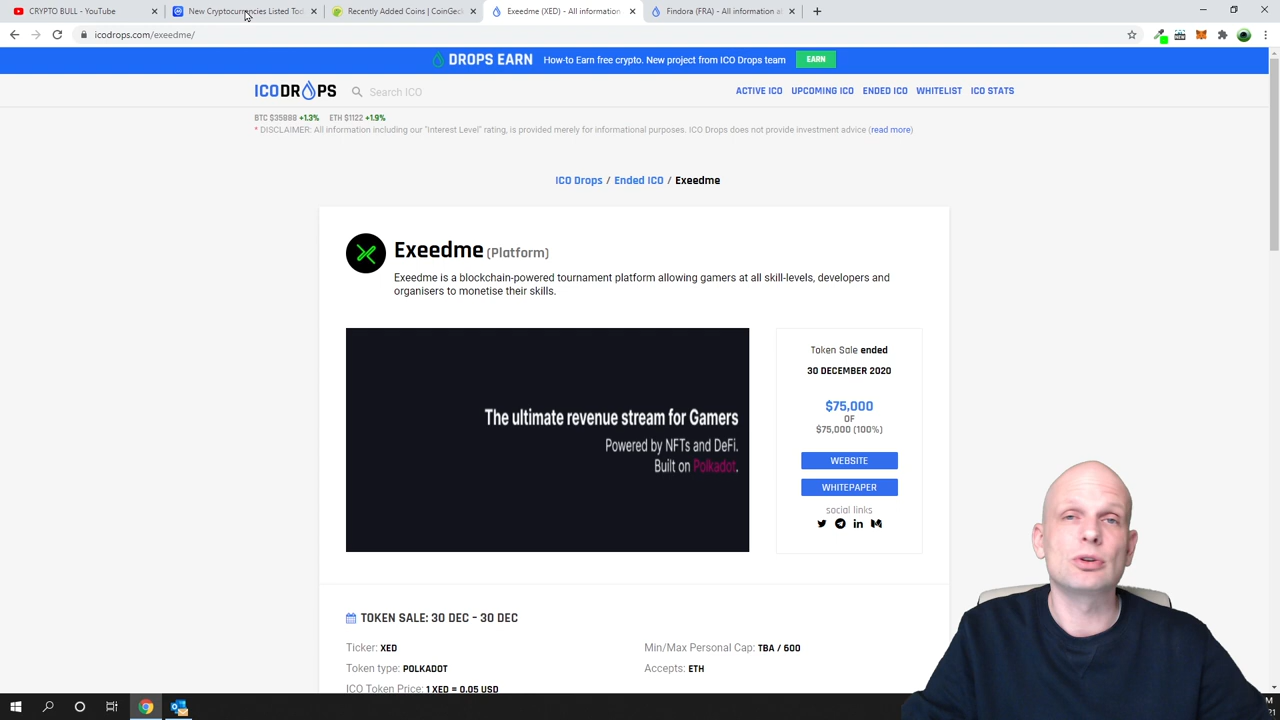 CRYPTO BULL - YouTube
New Cryptocurrencies Listed Tod
Recently Added Coins | CoinGec
Exeedme (XED) - All information
Findora (FRA) - All information a
icodrops.com/exeedme/
DROPS EARN How-to Earn free crypto. New project from ICO Drops team EARN
ICODROPS Search ICO ACTIVE ICO UPCOMING ICO ENDED ICO WHITELIST ICO STATS
BTC $35888 +1.3% ETH $1122 +1.9%
* DISCLAIMER: All information including our "Interest Level" rating, is provided merely for informational purposes. ICO Drops does not provide investment advice (read more)
ICO Drops / Ended ICO / Exeedme
Exeedme (Platform)
Exeedme is a blockchain-powered tournament platform allowing gamers at all skill-levels, developers and
organisers to monetise their skills.
The ultimate revenue stream for Gamers
Powered by NFTs and DeFi.
Built on Polkadot.
Token Sale ended
30 DECEMBER 2020
$75,000
OF
$75,000 (100%)
WEBSITE
WHITEPAPER
social links
TOKEN SALE: 30 DEC – 30 DEC
Ticker: XED
Min/Max Personal Cap: TBA / 600
Token type: POLKADOT
Accepts: ETH
ICO Token Price: 1 XED = 0.05 USD